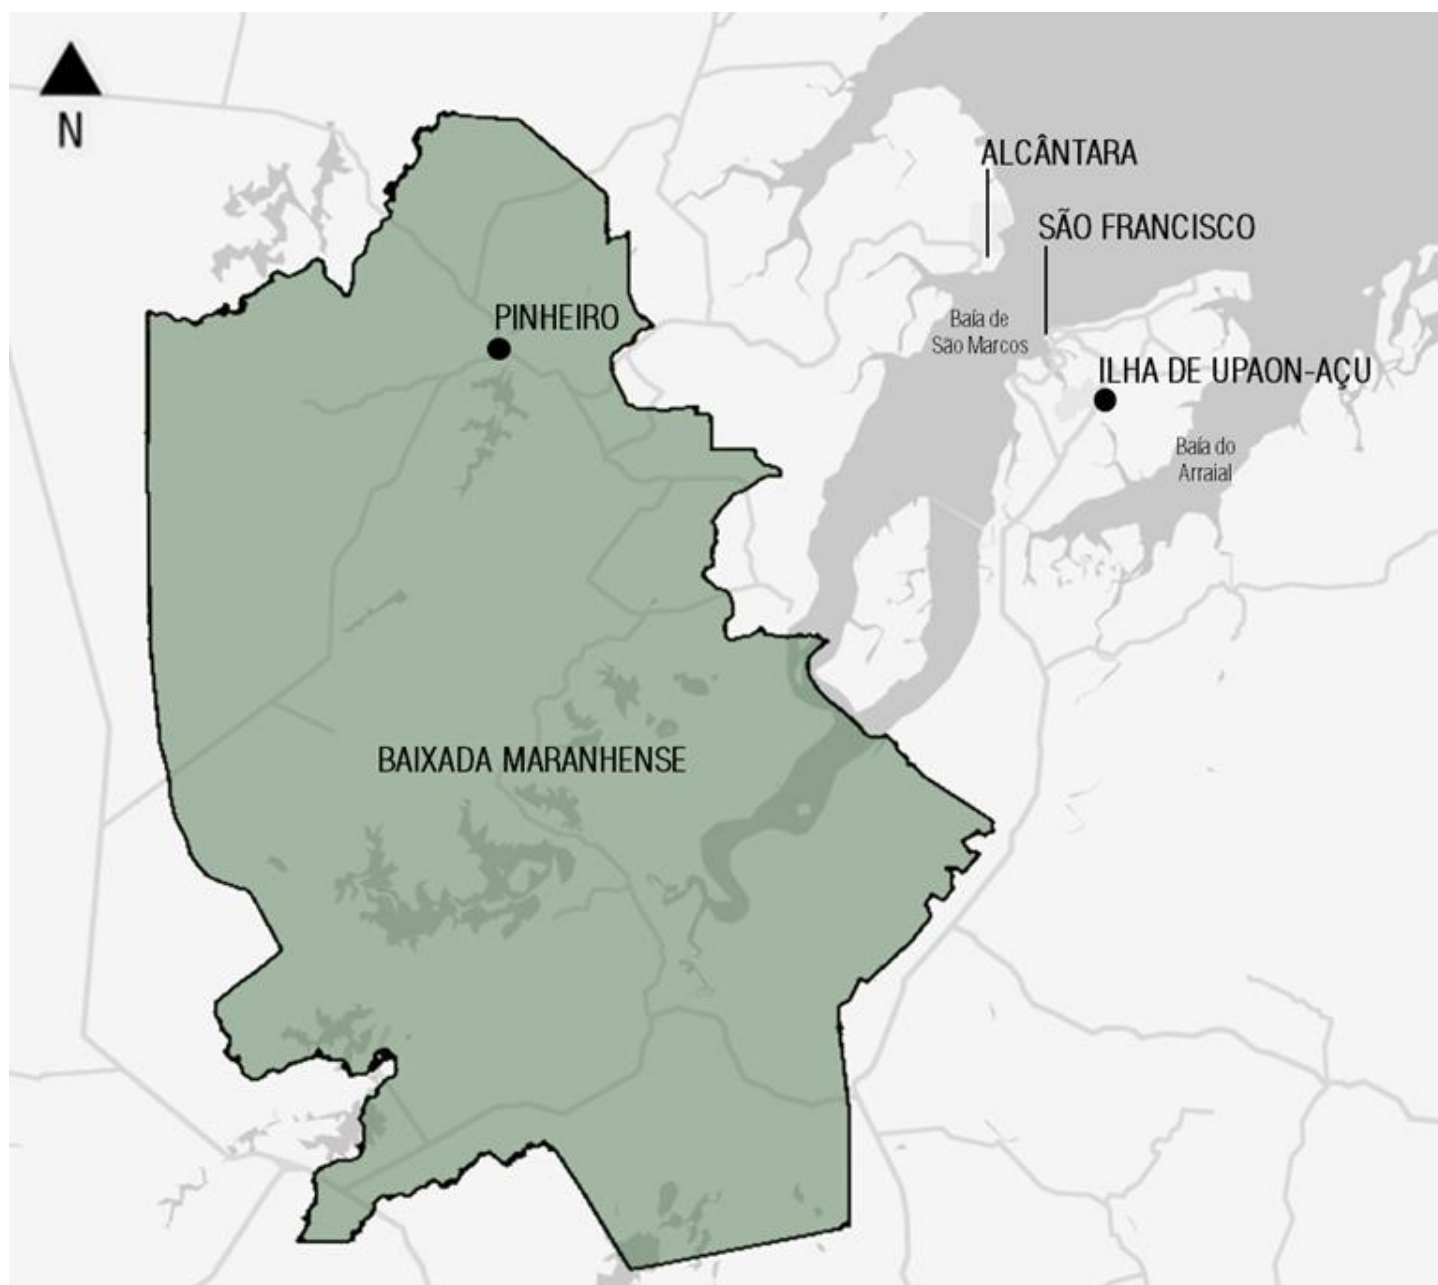 N
ALCÂNTARA
SÃO FRANCISCO
PINHEIRO
Baía de
São Marcos
ILHA DE UPAON-AÇU
Baía do
Arraial
BAIXADA MARANHENSE